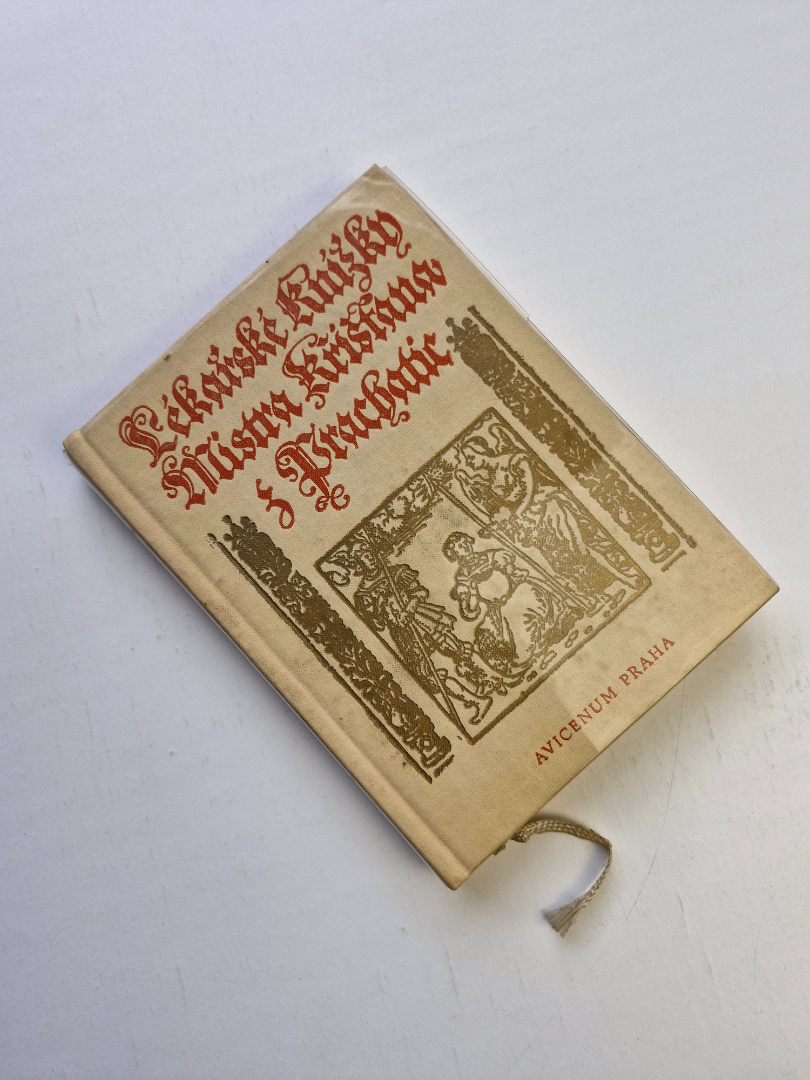 Lékařské Knížky
Mistra Křišťana
z Prachatic
AVICENUM PRAHA